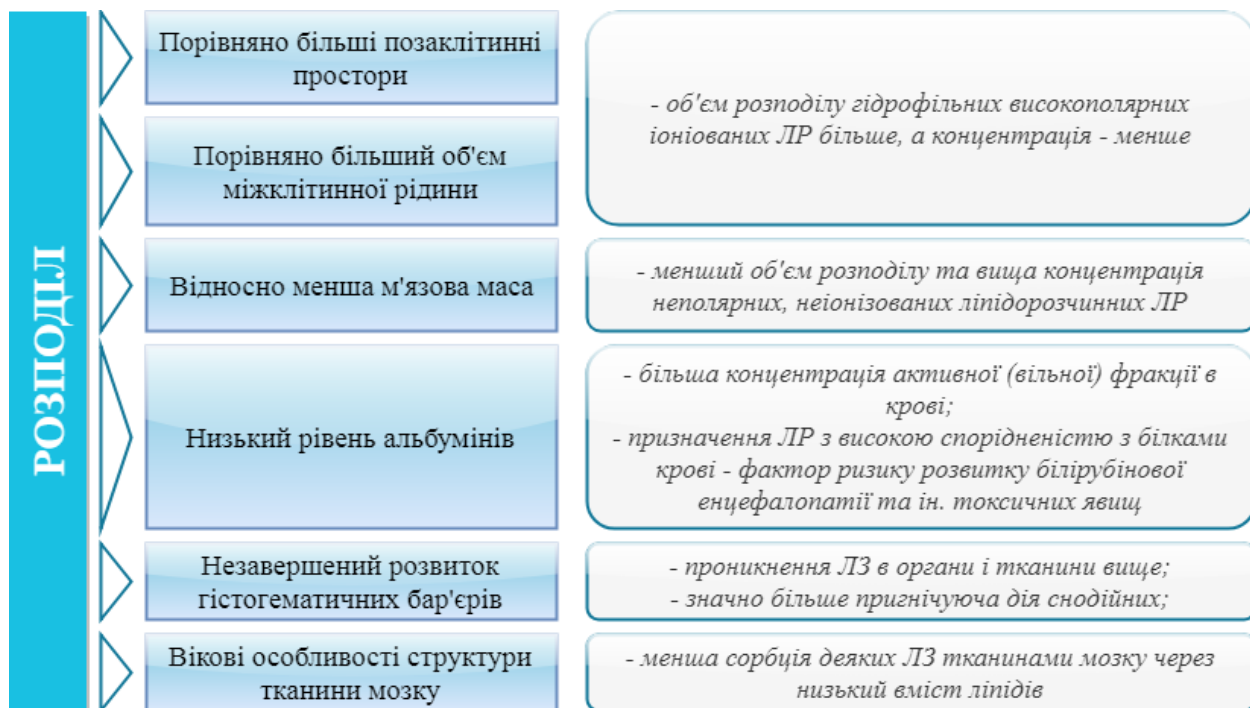 РОЗПОДІЛ
Порівняно більші позаклітинні
простори
Порівняно більший об'єм
міжклітинної рідини
- об'єм розподілу гідрофільних високополярних
іоніованих ЛР більше, а концентрація - менше
Відносно менша м'язова маса
- менший об'єм розподілу та вища концентрація
неполярних, неіонізованих ліпідорозчинних ЛР
Низький рівень альбумінів
- більша концентрація активної (вільної) фракції в
крові;
- призначення ЛР з високою спорідненістю з білками
крові - фактор ризику розвитку білірубінової
енцефалопатії та ін. токсичних явищ
Незавершений розвиток
гістогематичних бар'єрів
- проникнення ЛЗ в органи і тканини вище;
- значно більше пригнічуюча дія снодійних;
Вікові особливості структури
тканини мозку
- менша сорбція деяких ЛЗ тканинами мозку через
низький вміст ліпідів